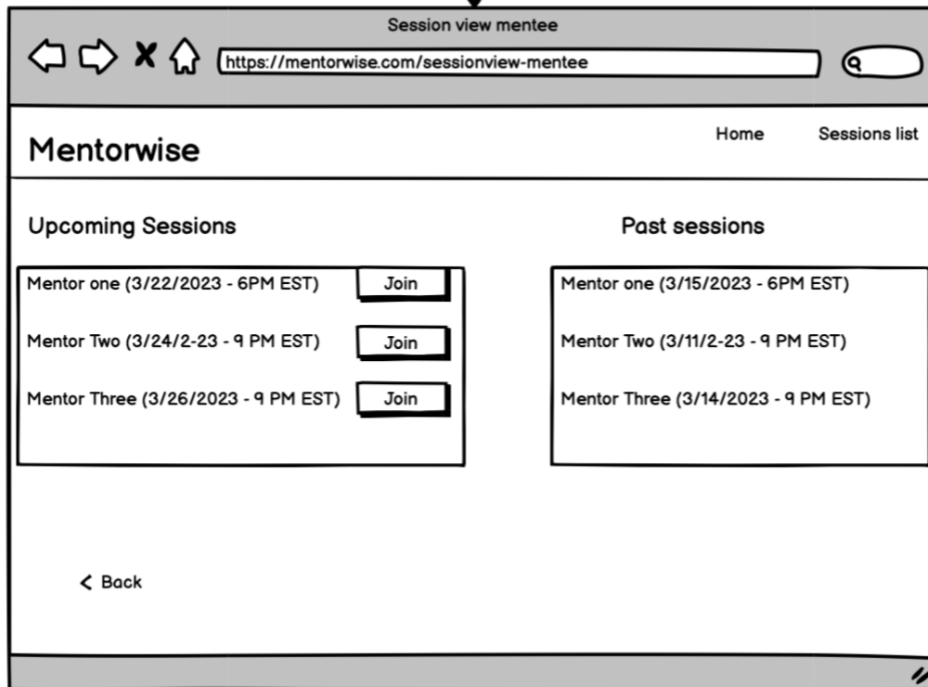 Session view mentee
https://mentorwise.com/sessionview-mentee
Mentorwise
Home
Sessions list
Upcoming Sessions
Mentor one (3/22/2023 - 6PM EST)
Join
Mentor Two (3/24/2-23 - 9 PM EST)
Join
Mentor Three (3/26/2023 - 9 PM EST)
Join
Past sessions
Mentor one (3/15/2023 - 6PM EST)
Mentor Two (3/11/2-23 - 9 PM EST)
Mentor Three (3/14/2023 - 9 PM EST)
< Back